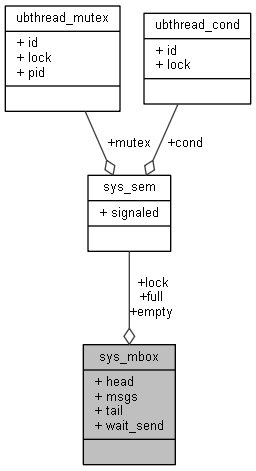 ubthread_mutex
+ id
+ lock
+ pid
ubthread_cond
+ id
+ lock
+mutex
+cond
sys_sem
+ signaled
+lock
+full
+empty
sys_mbox
+ head
+ msgs
+ tail
+ wait_send